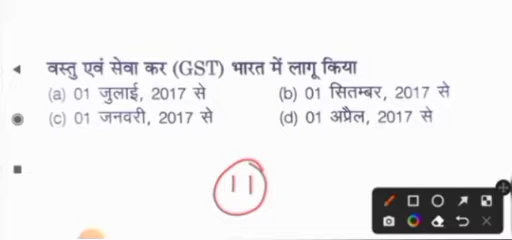 वस्तु एवं सेवा कर (GST) भारत में लागू किया
(a) 01 जुलाई, 2017 से (b) 01 सितम्बर, 2017 से
(c) 01 जनवरी, 2017 से (d) 01 अप्रैल, 2017 से
11